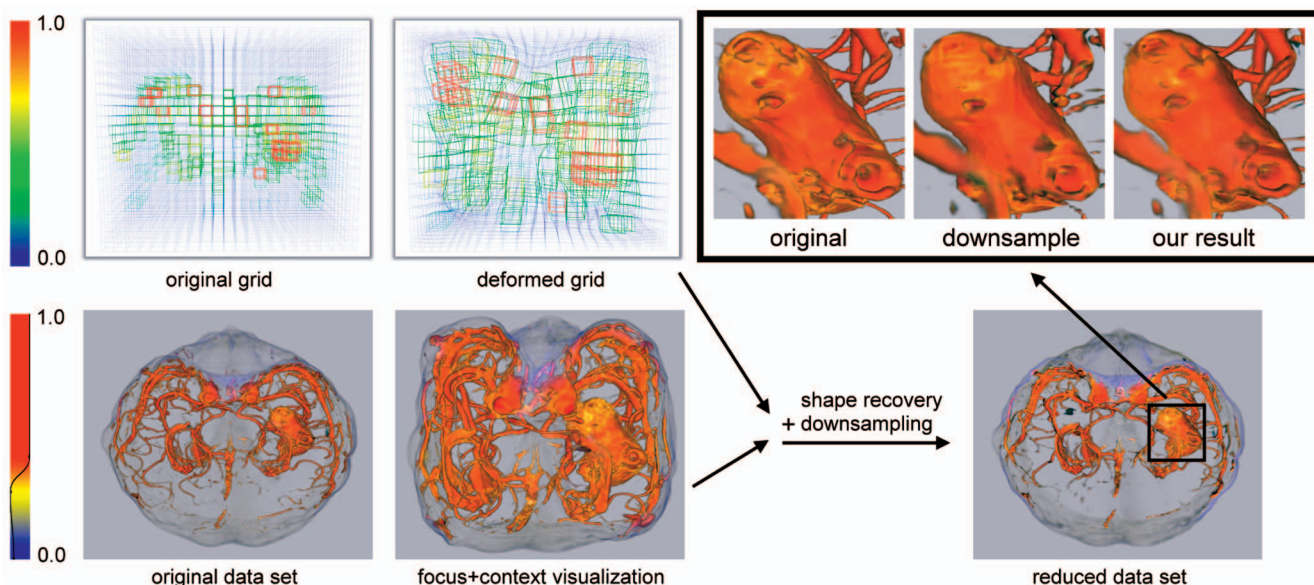 1.0
0.0
original grid
deformed grid
original
downsample
our result
1.0
0.0
original data set
focus+context visualization
shape recovery
+ downsampling
reduced data set